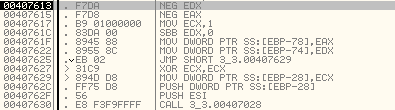 00407613 . F7DA NEG EDX
00407615 . F7D8 NEG EAX
00407617 . B9 01000000 MOV ECX,1
0040761C . 83DA 00 SBB EDX,0
0040761F . 8945 88 MOV DWORD PTR SS:[EBP-78],EAX
00407622 . 8955 8C MOV DWORD PTR SS:[EBP-74],EDX
00407625 . EB 02 JMP SHORT 3_3.00407629
00407627 > 31C9 XOR ECX,ECX
00407629 > 894D D8 MOV DWORD PTR SS:[EBP-28],ECX
0040762C . FF75 D8 PUSH DWORD PTR SS:[EBP-28]
0040762F . 56 PUSH ESI
00407630 . E8 F3F9FFFF CALL 3_3.00407028